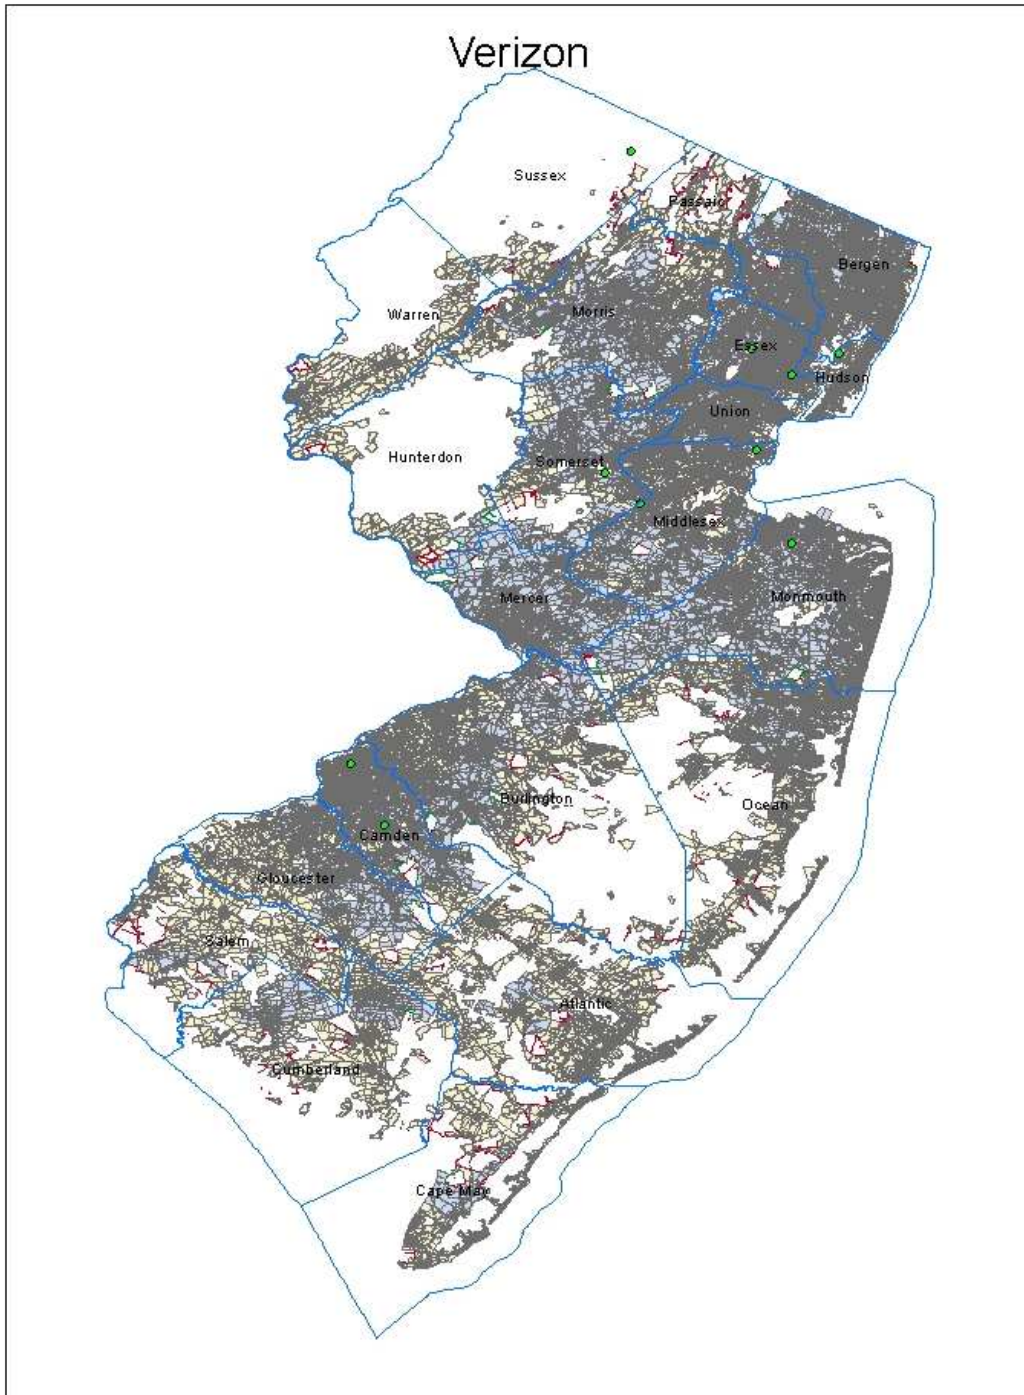 Verizon
Sussex
Passaic
Bergen
Warren
Morris
Essex
Hudson
Union
Hunterdon
Somerset
Middlesex
Mercer
Monmouth
Burlington
Ocean
Camden
Gloucester
Salem
Atlantic
Cumberland
Cape May